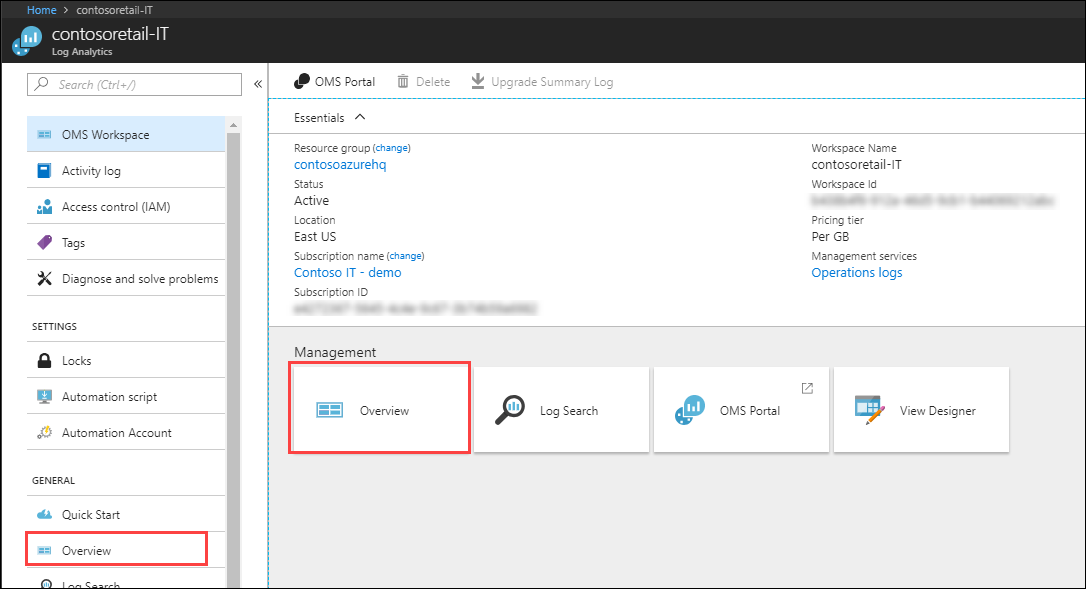 Home > contosoretail-IT
contosoretail-IT
Log Analytics
Search (Ctrl+/)
«
OMS Workspace
Activity log
Access control (IAM)
Tags
Diagnose and solve problems
SETTINGS
Locks
Automation script
Automation Account
GENERAL
Quick Start
Overview
Log Search
OMS Portal
Delete
Upgrade Summary Log
Essentials
Resource group (change)
contosoazurehq
Status
Active
Location
East US
Subscription name (change)
Contoso IT - demo
Subscription ID
Workspace Name
contosoretail-IT
Workspace Id
Pricing tier
Per GB
Management services
Operations logs
Management
Overview
Log Search
OMS Portal
View Designer